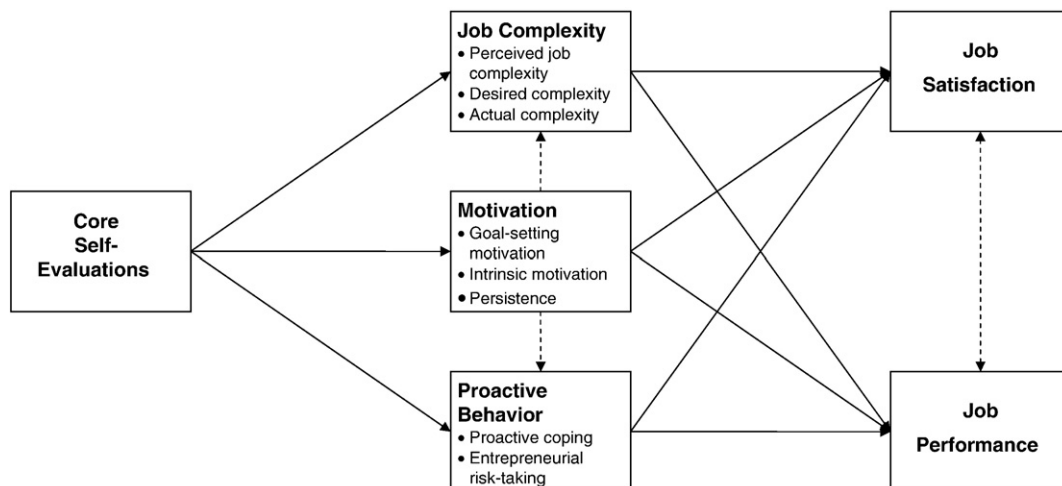 Job Complexity
• Perceived job
complexity
• Desired complexity
• Actual complexity
Job
Satisfaction
Core
Self-
Evaluations
Motivation
• Goal-setting
motivation
• Intrinsic motivation
• Persistence
Proactive
Behavior
• Proactive coping
• Entrepreneurial
risk-taking
Job
Performance